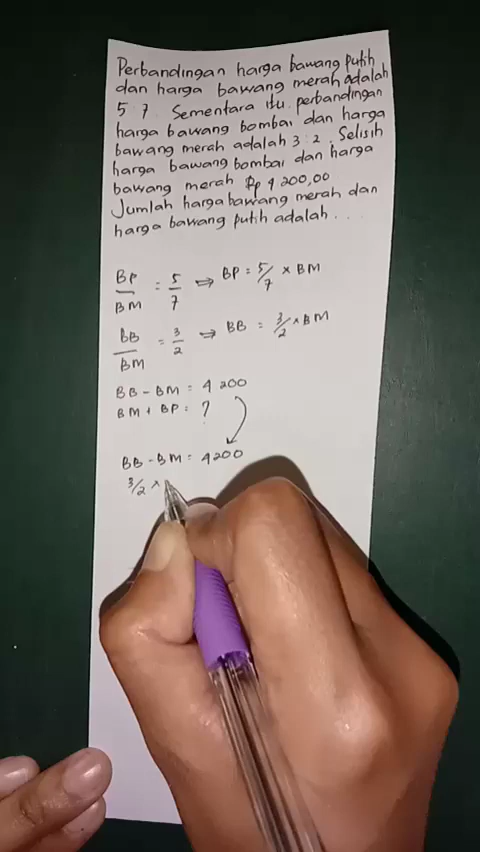 Perbandingan harga bawang putih
dan harga bawang merah adalah
5 : 7. Sementara itu perbandingan
harga bawang bombai dan harga
bawang merah adalah 3 : 2. Selisih
harga bawang bombai dan harga
bawang merah Rp 4 200,00
Jumlah harga bawang merah dan
harga bawang putih adalah ...
BP/BM = 5/7 ⇒ BP = 5/7 × BM
BB/BM = 3/2 ⇒ BB = 3/2 × BM
BB - BM = 4 200
BM + BP = ?
BB - BM = 4200
3/2 ×